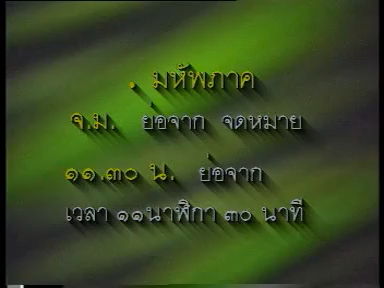 . มหัพภาค
จ.ม. ย่อจาก จดหมาย
๑๑.๓๐ น. ย่อจาก
เวลา ๑๑นาฬิกา ๓๐ นาที